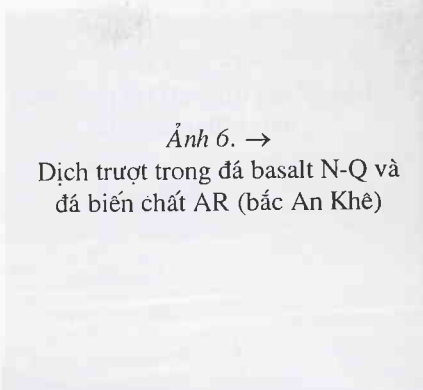 Ảnh 6. →
Dịch trượt trong đá basalt N-Q và
đá biến chất AR (bắc An Khê)